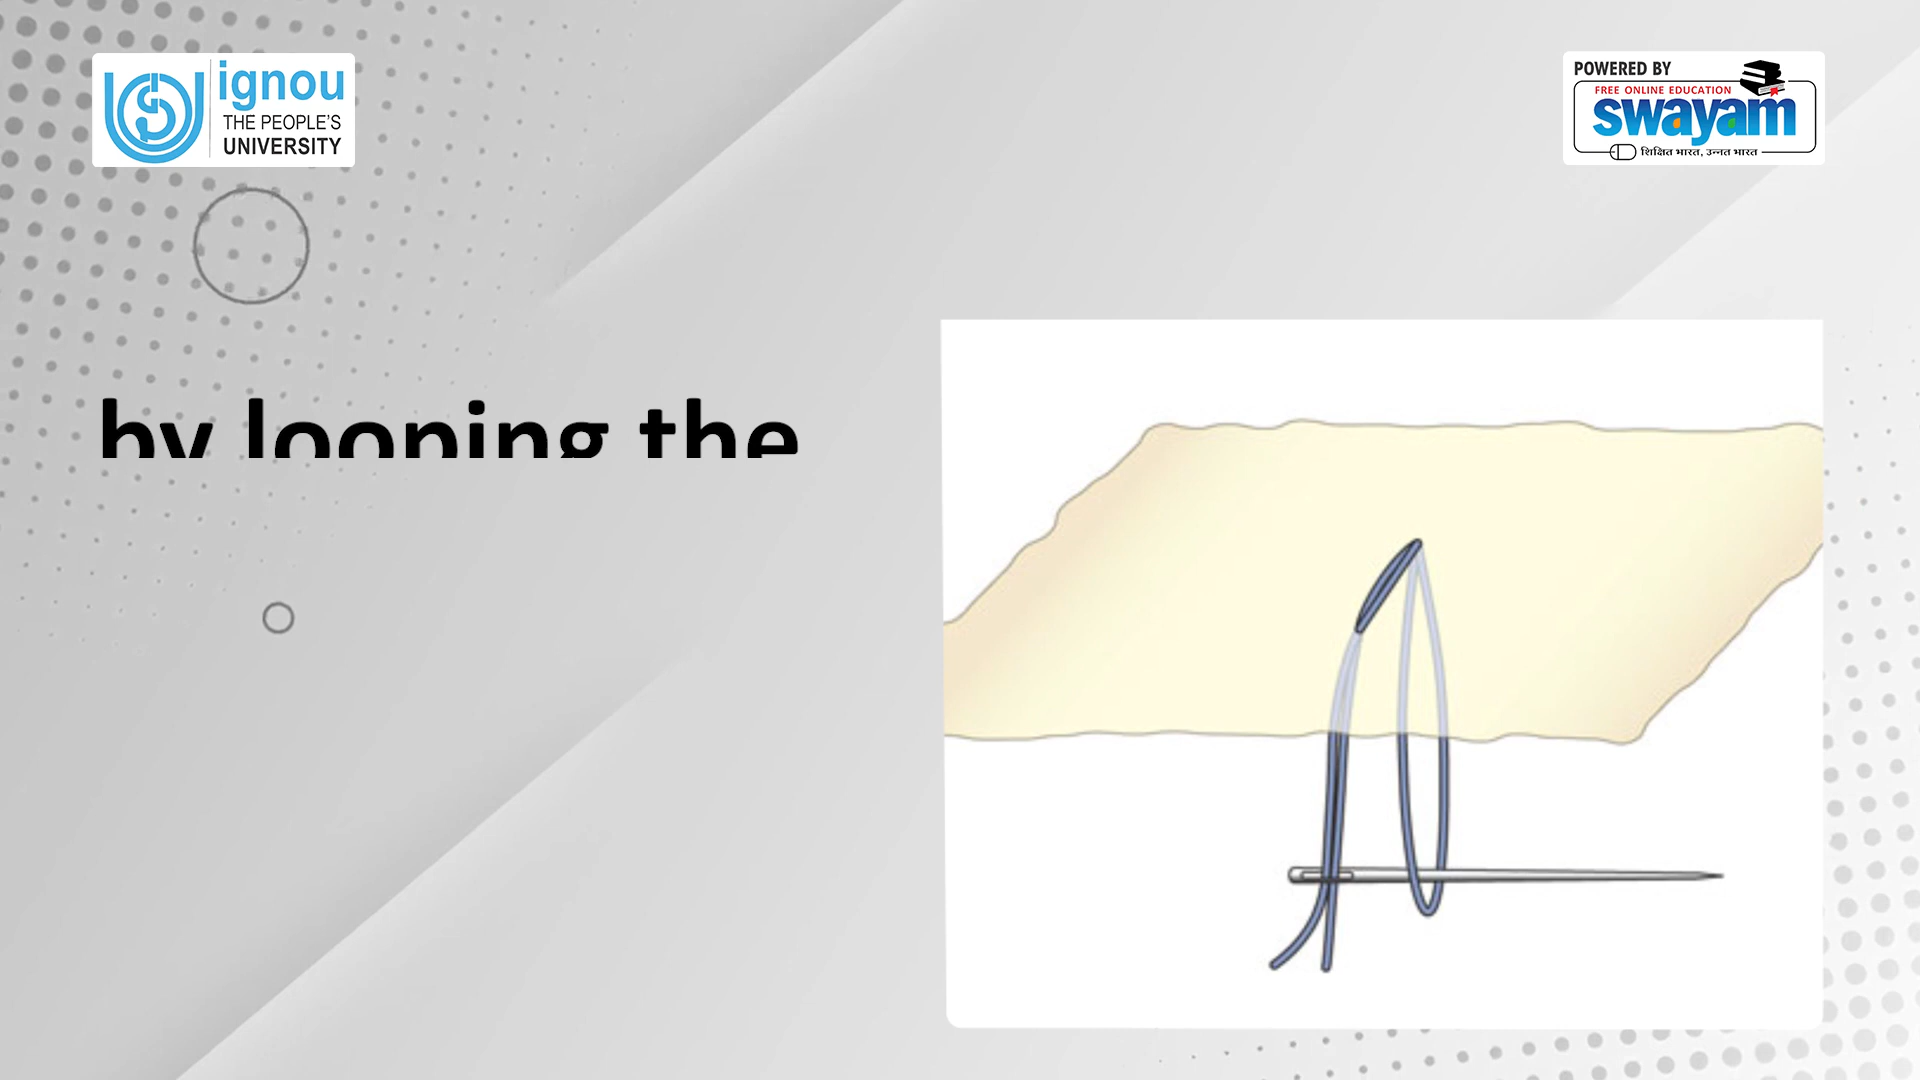 ignou
THE PEOPLE'S
UNIVERSITY
POWERED BY
FREE ONLINE EDUCATION
swayam
शिक्षित भारत, उन्नत भारत
by looping the